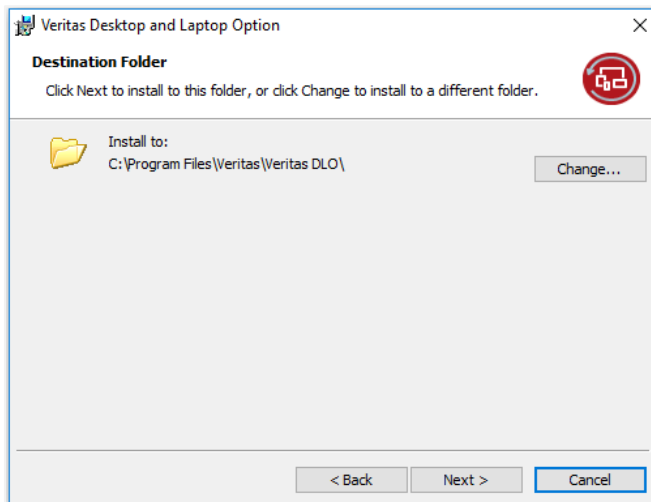 Veritas Desktop and Laptop Option
Destination Folder
Click Next to install to this folder, or click Change to install to a different folder.
Install to:
C:\Program Files\Veritas\Veritas DLO\
Change...
< Back
Next >
Cancel